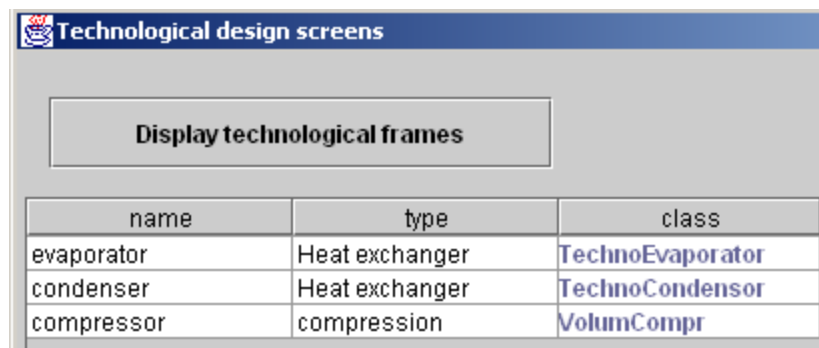 Technological design screens
Display technological frames
name type class
evaporator Heat exchanger TechnoEvaporator
condenser Heat exchanger TechnoCondensor
compressor compression VolumCompr